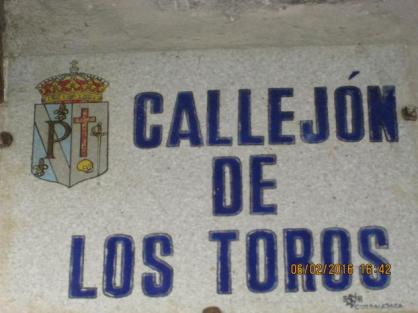 P
CALLEJÓN
DE
LOS TOROS
06/02/2016 16:42